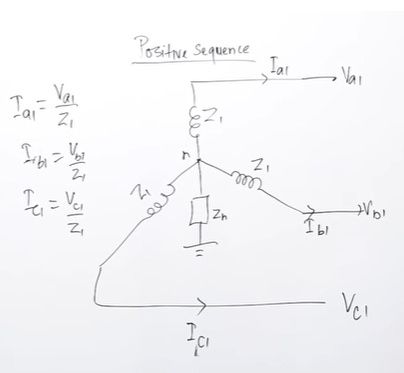 Positive Sequence
Ia1
Va1
Ia1 = Va1/Z1
Z1
Ib1 = Vb1/Z1
n
Z1
Z1
Ic1 = Vc1/Z1
Zn
Vb1
Ib1
Vc1
Ic1